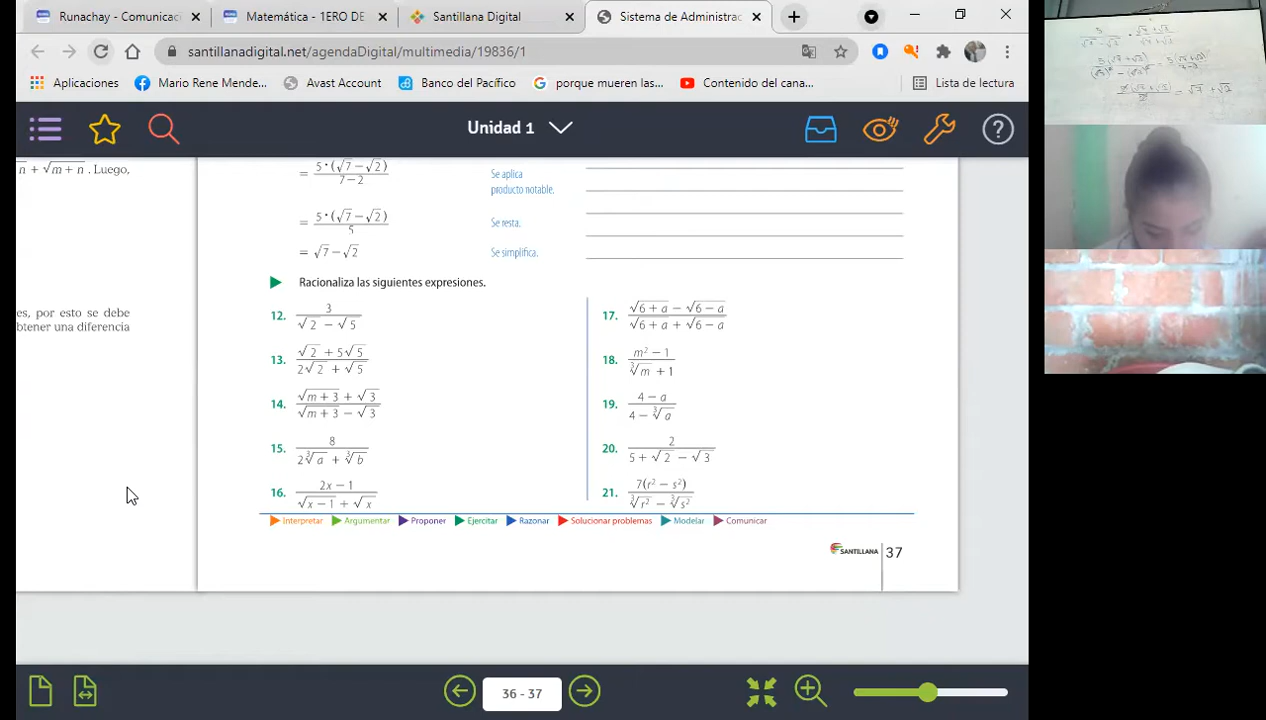 Runachay - Comunicac
Matemática - 1ERO DE
Santillana Digital
Sistema de Administrac
santillanadigital.net/agendaDigital/multimedia/19836/1
Aplicaciones
Mario Rene Mende...
Avast Account
Banco del Pacífico
porque mueren las...
Contenido del cana...
Lista de lectura
Unidad 1
n + √(m+n) . Luego,
es, por esto se debe
btener una diferencia
= 5·(√7−√2) / 7−2
Se aplica
producto notable.
= 5·(√7−√2) / 5
Se resta.
= √7−√2
Se simplifica.
Racionaliza las siguientes expresiones.
12. 3 / (√2 − √5)
13. (√2 + 5√5) / (2√2 + √5)
14. (√(m+3) + √3) / (√(m+3) − √3)
15. 8 / (2∛a + ∛b)
16. (2x − 1) / (√(x−1) + √x)
17. (√(6+a) − √(6−a)) / (√(6+a) + √(6−a))
18. (m² − 1) / (∛m + 1)
19. (4 − a) / (4 − ∛a)
20. 2 / (5 + √2 − √3)
21. 7(r² − s²) / (∛r² − ∛s²)
Interpretar Argumentar Proponer Ejercitar Razonar Solucionar problemas Modelar Comunicar
SANTILLANA 37
36 - 37